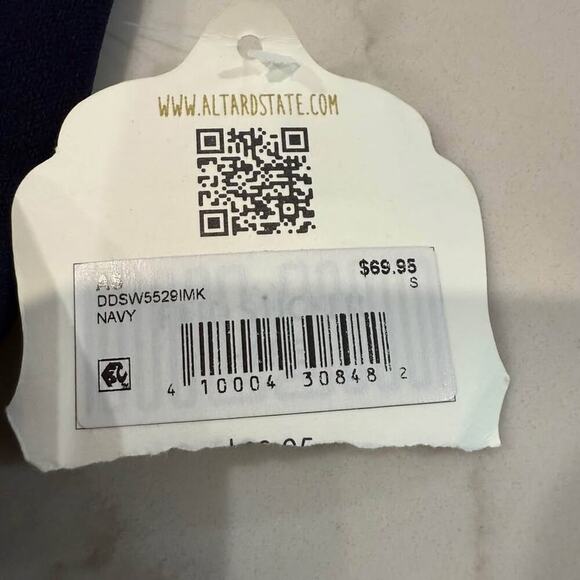 WWW.ALTARDSTATE.COM
$69.95
S
DDSW5529IMK
NAVY
4 10004 30848 2